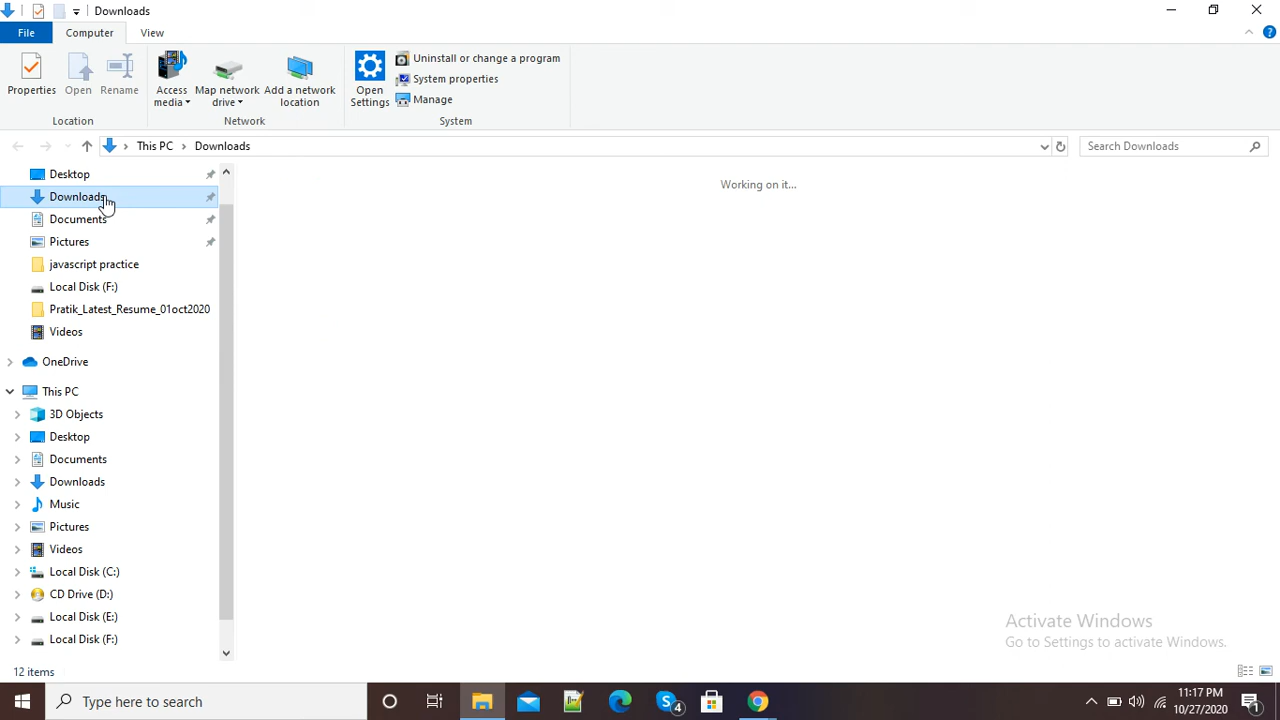 Downloads
File Computer View
Properties Open Rename Access media Map network drive Add a network location Open Settings Uninstall or change a program
System properties
Manage
Location Network System
This PC > Downloads Search Downloads
Desktop
Downloads
Documents
Pictures
javascript practice
Local Disk (F:)
Pratik_Latest_Resume_01oct2020
Videos
OneDrive
This PC
3D Objects
Desktop
Documents
Downloads
Music
Pictures
Videos
Local Disk (C:)
CD Drive (D:)
Local Disk (E:)
Local Disk (F:)
Working on it...
Activate Windows
Go to Settings to activate Windows.
12 items
Type here to search
4
11:17 PM
10/27/2020
1